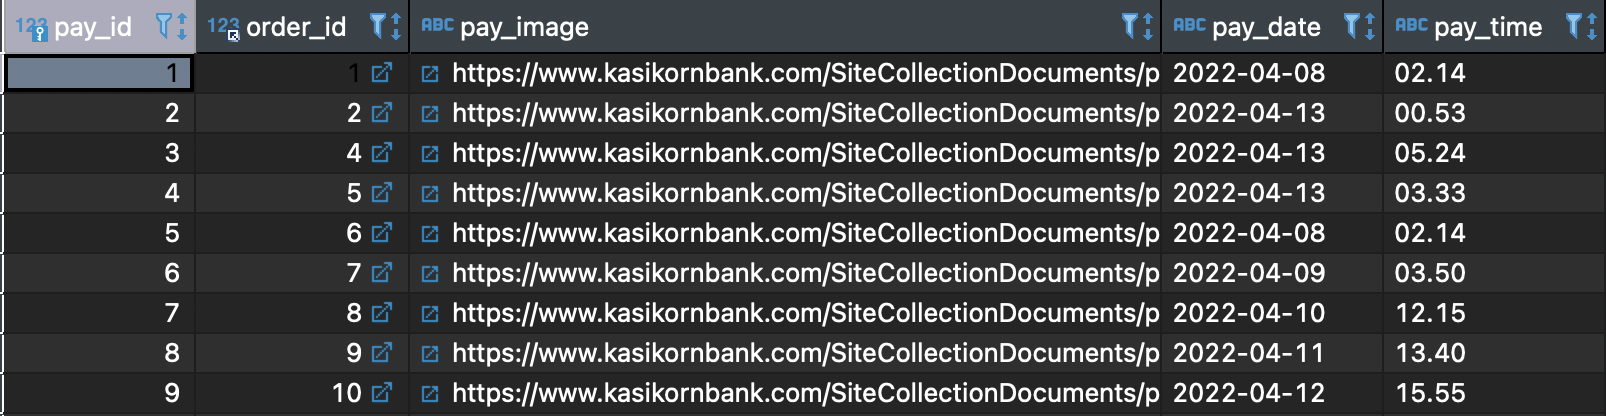 123 pay_id 123 order_id ABC pay_image ABC pay_date ABC pay_time
1 1 https://www.kasikornbank.com/SiteCollectionDocuments/p 2022-04-08 02.14
2 2 https://www.kasikornbank.com/SiteCollectionDocuments/p 2022-04-13 00.53
3 4 https://www.kasikornbank.com/SiteCollectionDocuments/p 2022-04-13 05.24
4 5 https://www.kasikornbank.com/SiteCollectionDocuments/p 2022-04-13 03.33
5 6 https://www.kasikornbank.com/SiteCollectionDocuments/p 2022-04-08 02.14
6 7 https://www.kasikornbank.com/SiteCollectionDocuments/p 2022-04-09 03.50
7 8 https://www.kasikornbank.com/SiteCollectionDocuments/p 2022-04-10 12.15
8 9 https://www.kasikornbank.com/SiteCollectionDocuments/p 2022-04-11 13.40
9 10 https://www.kasikornbank.com/SiteCollectionDocuments/p 2022-04-12 15.55